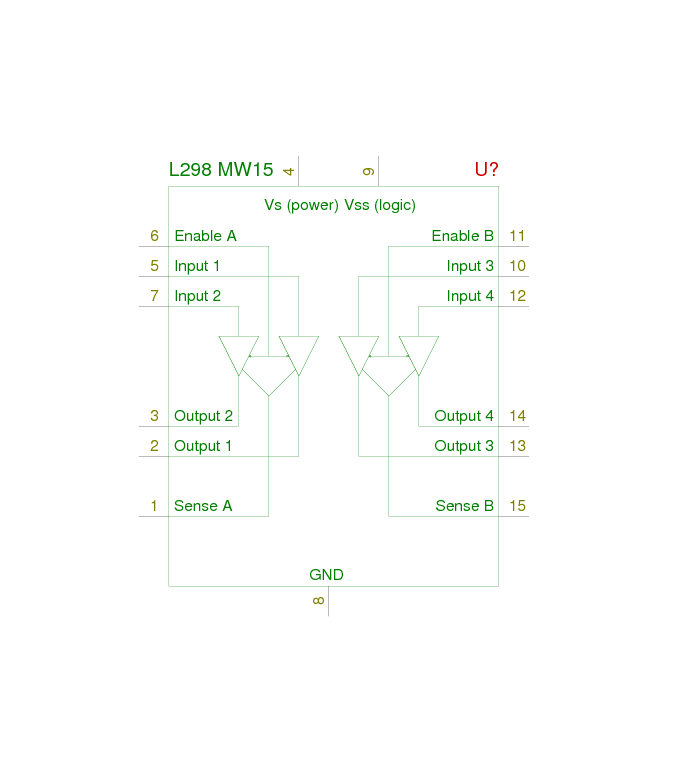 L298 MW15 4 9 U?
Vs (power) Vss (logic)
6 Enable A Enable B 11
5 Input 1 Input 3 10
7 Input 2 Input 4 12
3 Output 2 Output 4 14
2 Output 1 Output 3 13
1 Sense A Sense B 15
GND
8